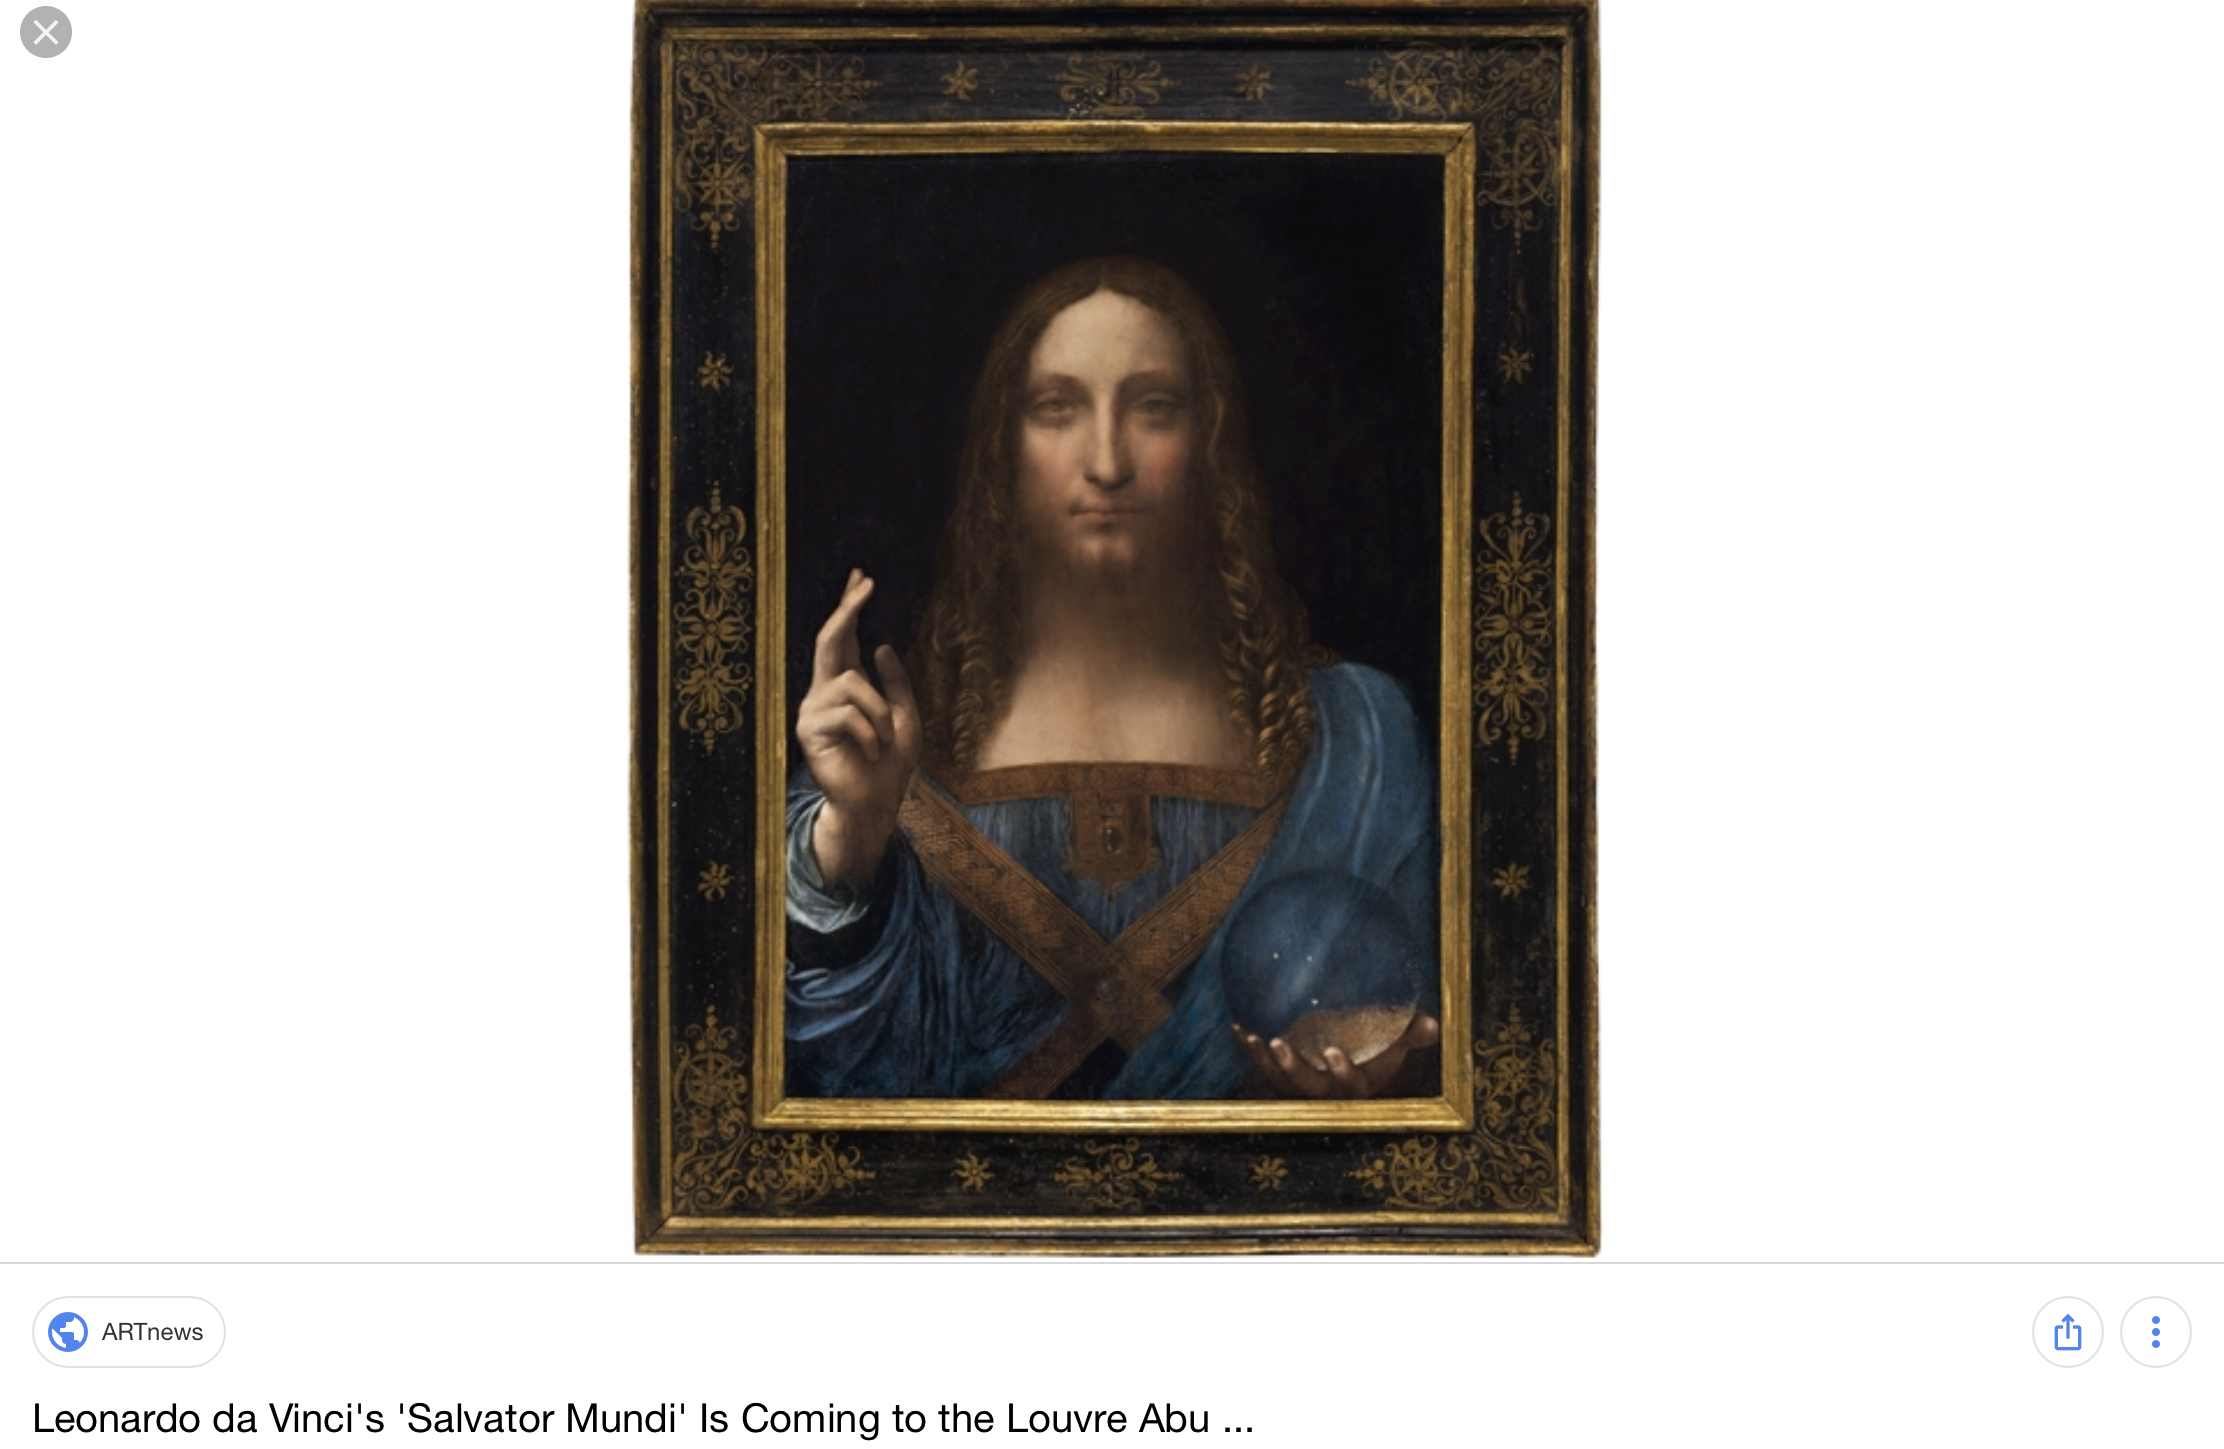 ARTnews
Leonardo da Vinci's 'Salvator Mundi' Is Coming to the Louvre Abu ...